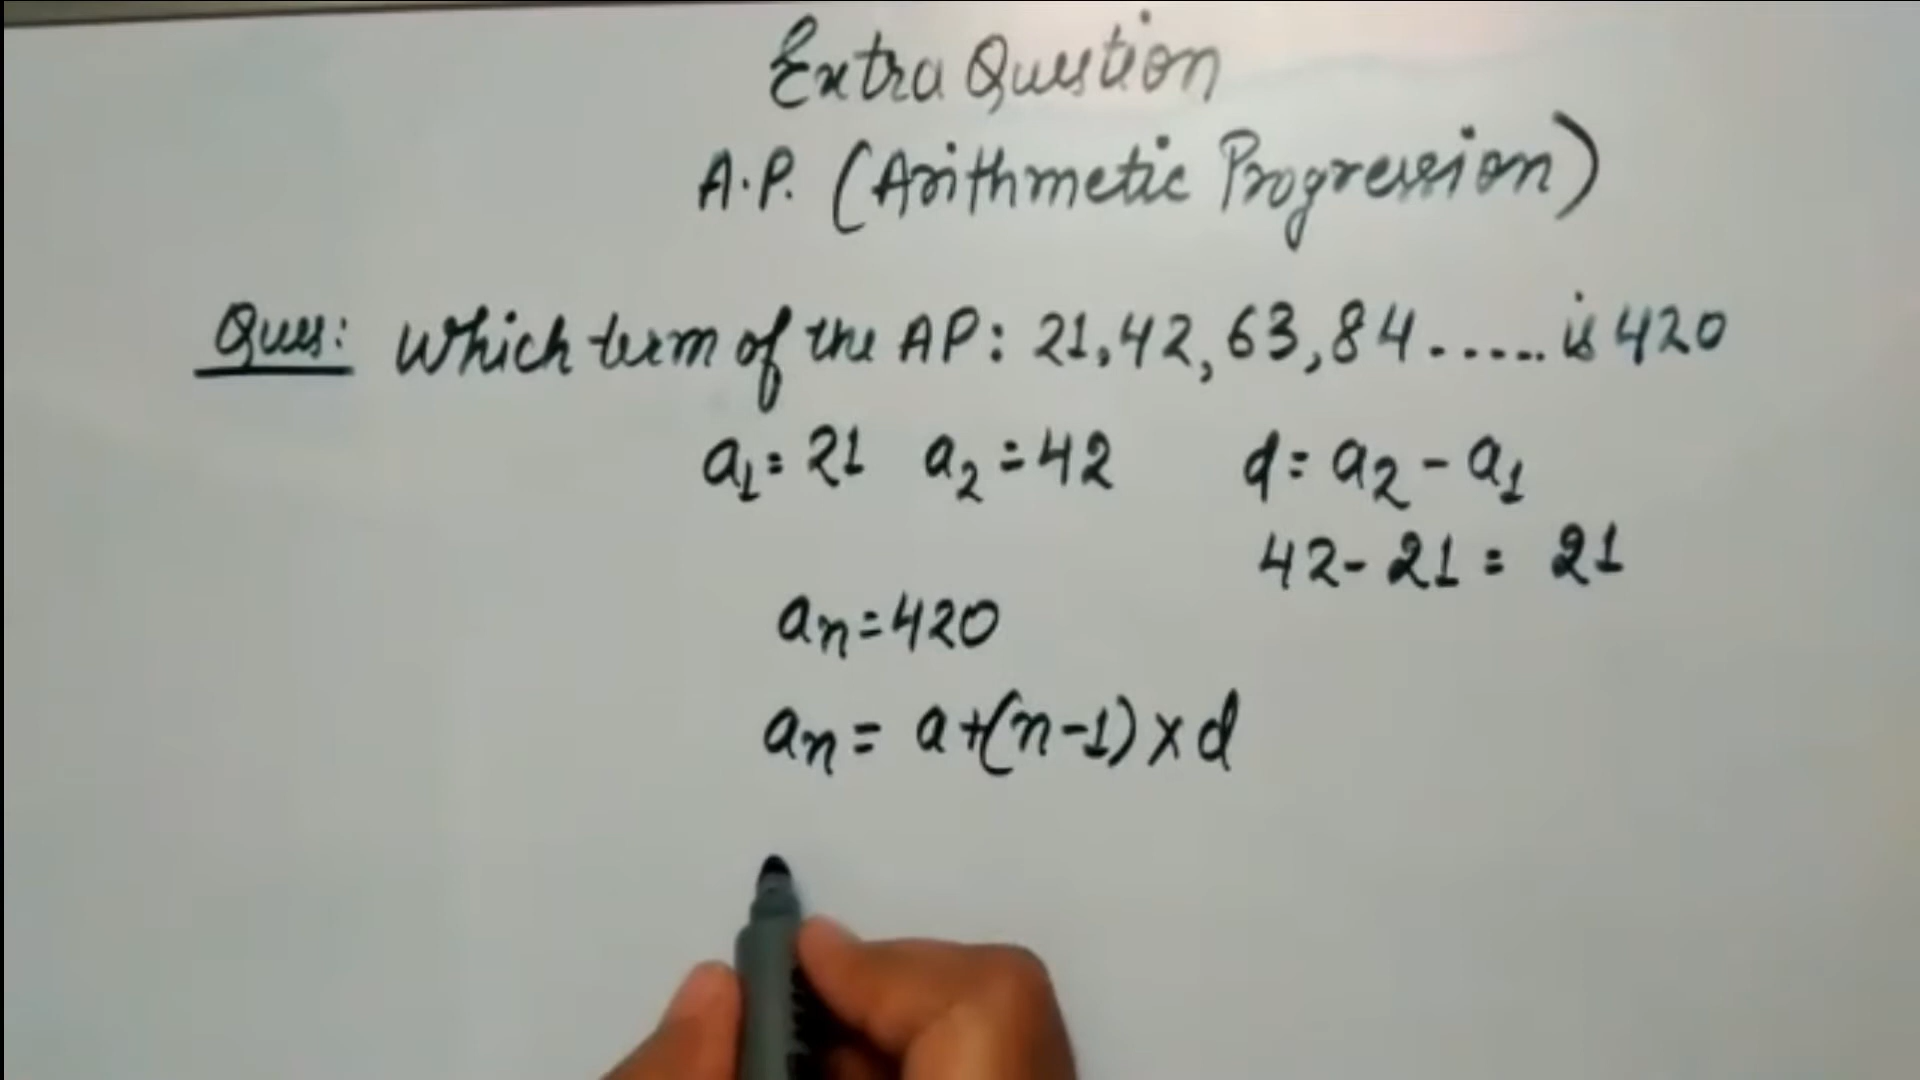 Extra Question
A.P. (Arithmetic Progression)
Ques: Which term of the AP: 21, 42, 63, 84...... is 420
a1 = 21 a2 = 42 d = a2 - a1
42 - 21 = 21
an = 420
an = a + (n-1) x d